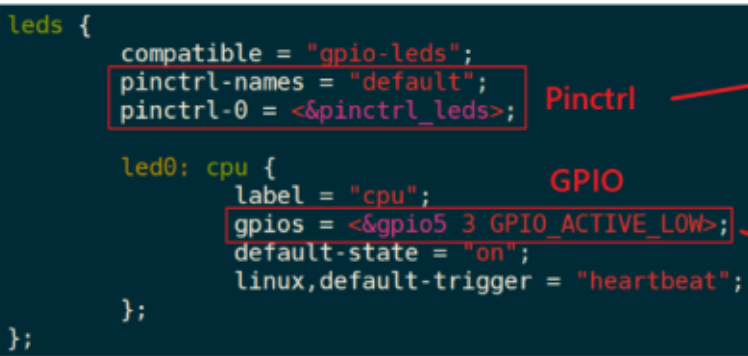 leds {
compatible = "gpio-leds";
pinctrl-names = "default";
pinctrl-0 = <&pinctrl_leds>;
Pinctrl
led0: cpu {
GPIO
label = "cpu";
gpios = <&gpio5 3 GPIO_ACTIVE_LOW>;
default-state = "on";
linux,default-trigger = "heartbeat";
};
};